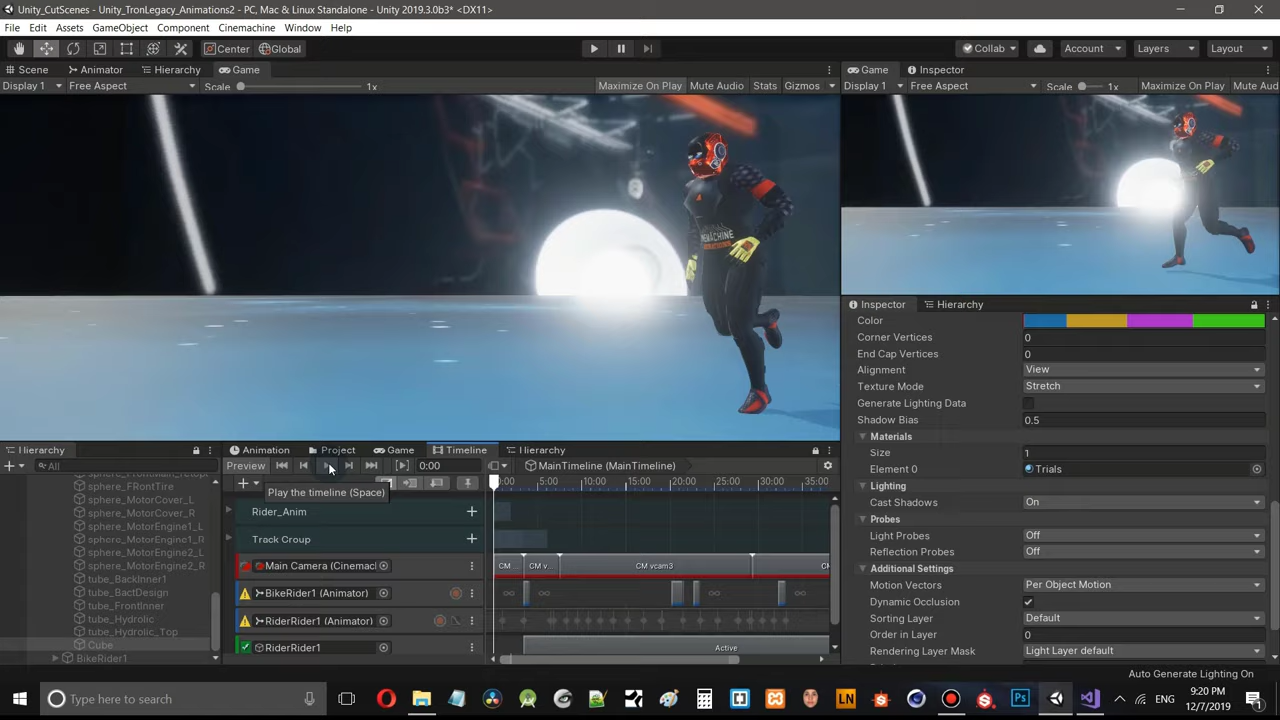 Unity_CutScenes - Unity_TronLegacy_Animations2 - PC, Mac & Linux Standalone - Unity 2019.3.0b3* <DX11>
File Edit Assets GameObject Component Cinemachine Window Help
Center Global Collab Account Layers Layout
Scene Animator Hierarchy Game
Display 1 Free Aspect Scale 1x Maximize On Play Mute Audio Stats Gizmos
Game Inspector
Display 1 Free Aspect Scale 1x Maximize On Play Mute Aud
Inspector Hierarchy
Color
Corner Vertices 0
End Cap Vertices 0
Alignment View
Texture Mode Stretch
Generate Lighting Data
Shadow Bias 0.5
Materials
Size 1
Element 0 Trials
Lighting
Cast Shadows On
Probes
Light Probes Off
Reflection Probes Off
Additional Settings
Motion Vectors Per Object Motion
Dynamic Occlusion
Sorting Layer Default
Order in Layer 0
Rendering Layer Mask Light Layer default
Auto Generate Lighting On
Hierarchy
All
sphere_FRontTire
sphere_MotorCover_L
sphere_MotorCover_R
sphere_MotorEngine1_L
sphere_MotorEngine1_R
sphere_MotorEngine2_L
sphere_MotorEngine2_R
tube_BackInner1
tube_BactDesign
tube_FrontInner
tube_Hydrolic
tube_Hydrolic_Top
Cube
BikeRider1
Animation Project Game Timeline Hierarchy
Preview 0:00 MainTimeline (MainTimeline)
Play the timeline (Space)
0:00 5:00 10:00 15:00 20:00 25:00 30:00 35:00
Rider_Anim
Track Group
Main Camera (Cinemacl CM ... CM v... CM vcam3 CM
BikeRider1 (Animator)
RiderRider1 (Animator)
RiderRider1 Active
Type here to search
LN
Ps
ENG
9:20 PM
12/7/2019